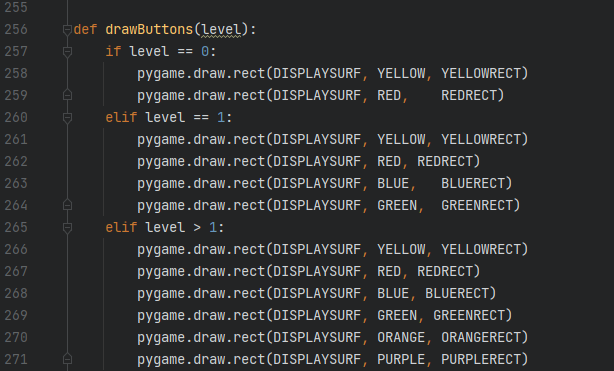 255
256 def drawButtons(level):
257     if level == 0:
258         pygame.draw.rect(DISPLAYSURF, YELLOW, YELLOWRECT)
259         pygame.draw.rect(DISPLAYSURF, RED,    REDRECT)
260     elif level == 1:
261         pygame.draw.rect(DISPLAYSURF, YELLOW, YELLOWRECT)
262         pygame.draw.rect(DISPLAYSURF, RED, REDRECT)
263         pygame.draw.rect(DISPLAYSURF, BLUE,   BLUERECT)
264         pygame.draw.rect(DISPLAYSURF, GREEN,  GREENRECT)
265     elif level > 1:
266         pygame.draw.rect(DISPLAYSURF, YELLOW, YELLOWRECT)
267         pygame.draw.rect(DISPLAYSURF, RED, REDRECT)
268         pygame.draw.rect(DISPLAYSURF, BLUE, BLUERECT)
269         pygame.draw.rect(DISPLAYSURF, GREEN, GREENRECT)
270         pygame.draw.rect(DISPLAYSURF, ORANGE, ORANGERECT)
271         pygame.draw.rect(DISPLAYSURF, PURPLE, PURPLERECT)